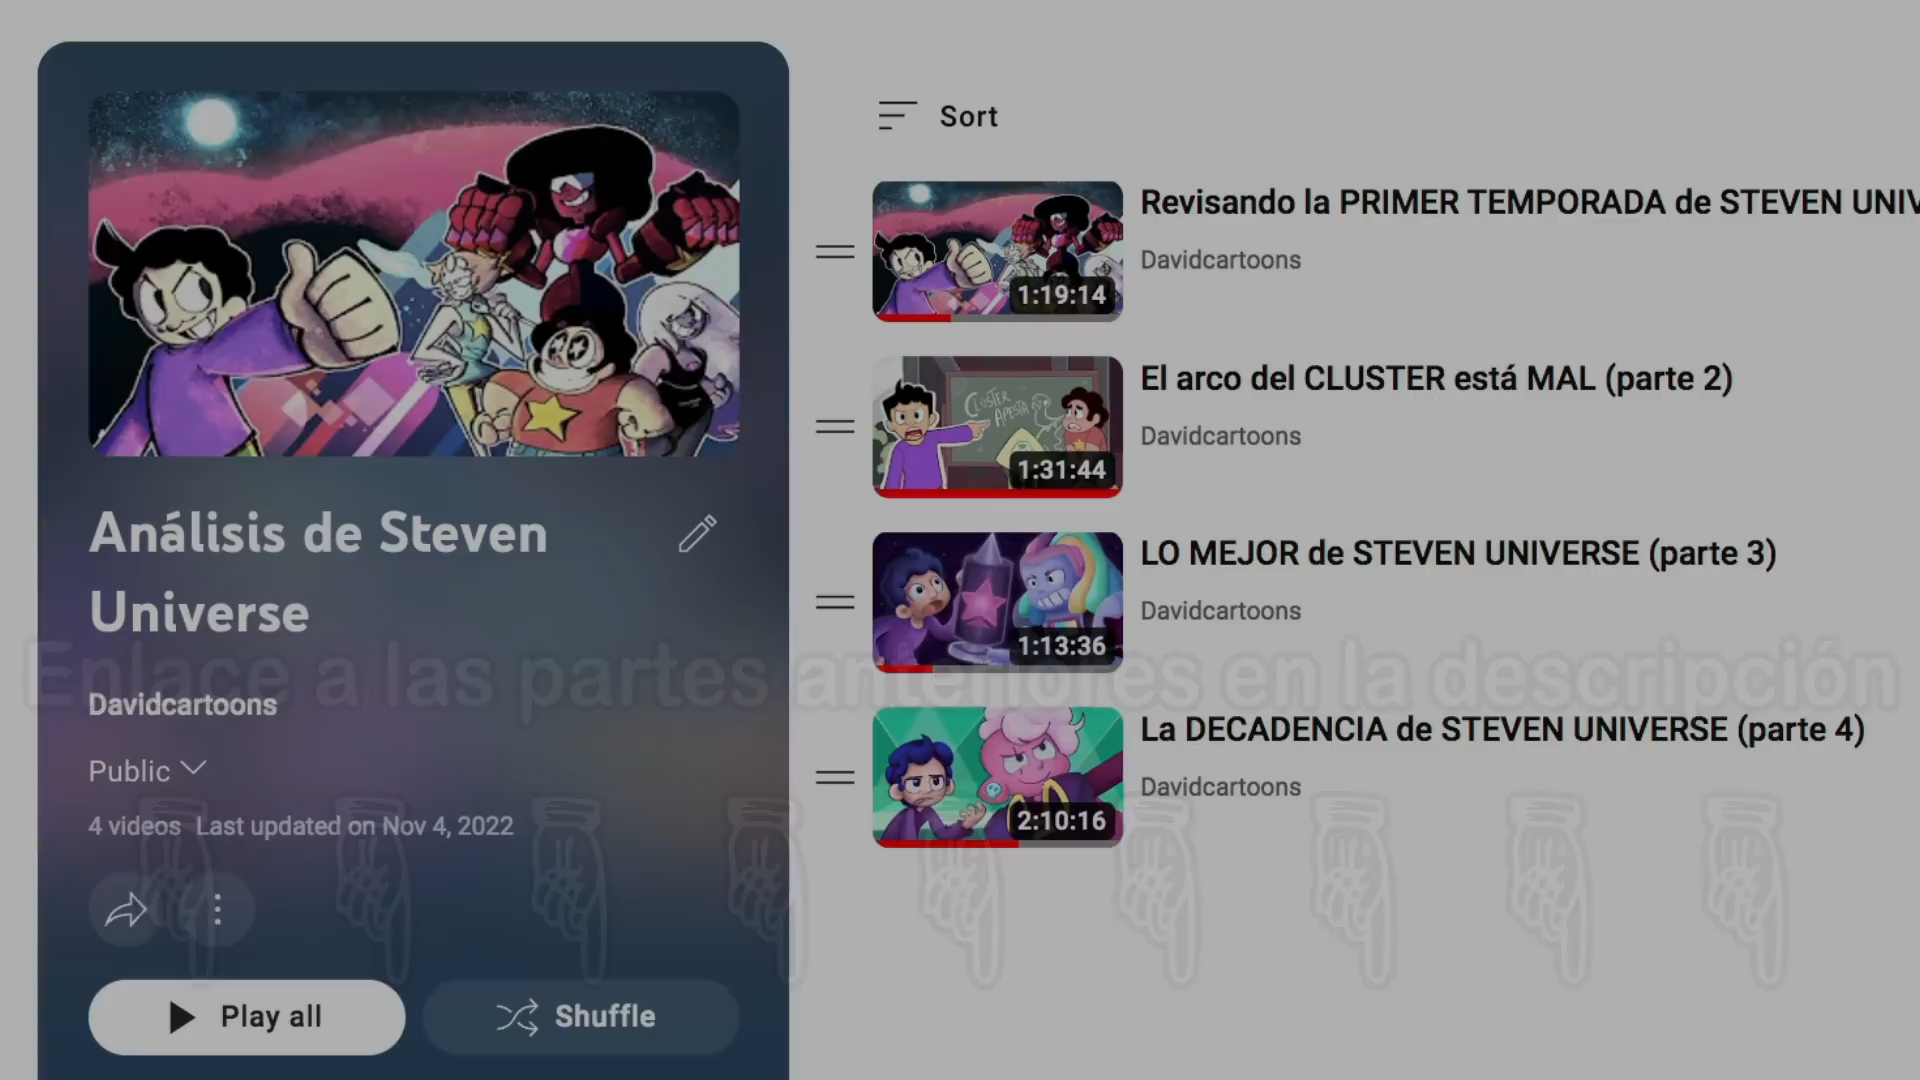 Análisis de Steven
Universe
Davidcartoons
Public
4 videos Last updated on Nov 4, 2022
Play all
Shuffle
Sort
Revisando la PRIMER TEMPORADA de STEVEN UNIV
Davidcartoons
1:19:14
El arco del CLUSTER está MAL (parte 2)
Davidcartoons
CLUSTER
APESTA
1:31:44
LO MEJOR de STEVEN UNIVERSE (parte 3)
Davidcartoons
1:13:36
La DECADENCIA de STEVEN UNIVERSE (parte 4)
Davidcartoons
2:10:16
Enlace a las partes anteriores en la descripción